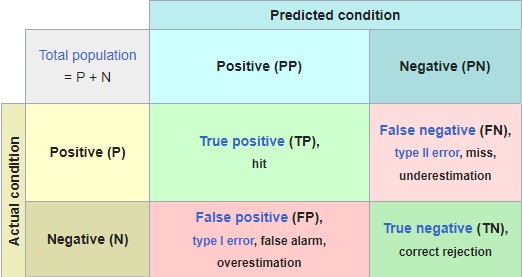 Predicted condition
Total population
= P + N
Positive (PP)
Negative (PN)
Actual condition
Positive (P)
True positive (TP),
hit
False negative (FN),
type II error, miss,
underestimation
Negative (N)
False positive (FP),
type I error, false alarm,
overestimation
True negative (TN),
correct rejection